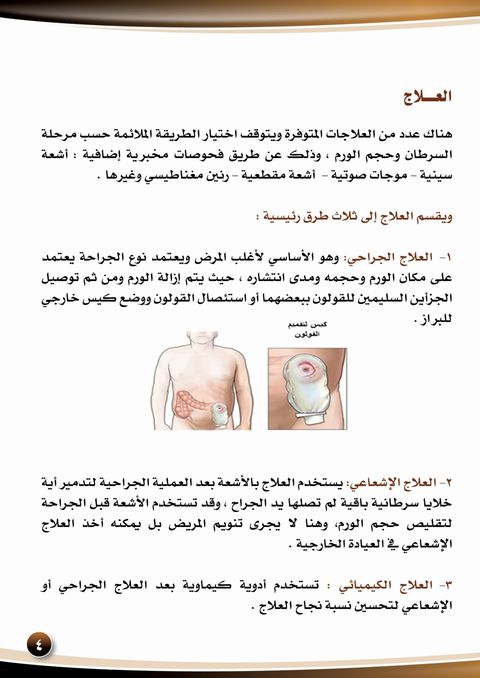 العـــلاج
هناك عدد من العلاجات المتوفرة ويتوقف اختيار الطريقة الملائمة حسب مرحلة
السرطان وحجم الورم ، وذلك عن طريق فحوصات مخبرية إضافية : أشعة
سينية - موجات صوتية - أشعة مقطعية - رنين مغناطيسي وغيرها .
ويقسم العلاج إلى ثلاث طرق رئيسية :
١- العلاج الجراحي: وهو الأساسي لأغلب المرض ويعتمد نوع الجراحة يعتمد
على مكان الورم وحجمه ومدى انتشاره ، حيث يتم إزالة الورم ومن ثم توصيل
الجزأين السليمين للقولون ببعضهما أو استئصال القولون ووضع كيس خارجي
للبراز .
كيس تفميم
القولون
٢- العلاج الإشعاعي: يستخدم العلاج بالأشعة بعد العملية الجراحية لتدمير أية
خلايا سرطانية باقية لم تصلها يد الجراح ، وقد تستخدم الأشعة قبل الجراحة
لتقليص حجم الورم، وهنا لا يجرى تنويم المريض بل يمكنه أخذ العلاج
الإشعاعي في العيادة الخارجية .
٣- العلاج الكيميائي : تستخدم أدوية كيماوية بعد العلاج الجراحي أو
الإشعاعي لتحسين نسبة نجاح العلاج .
٤